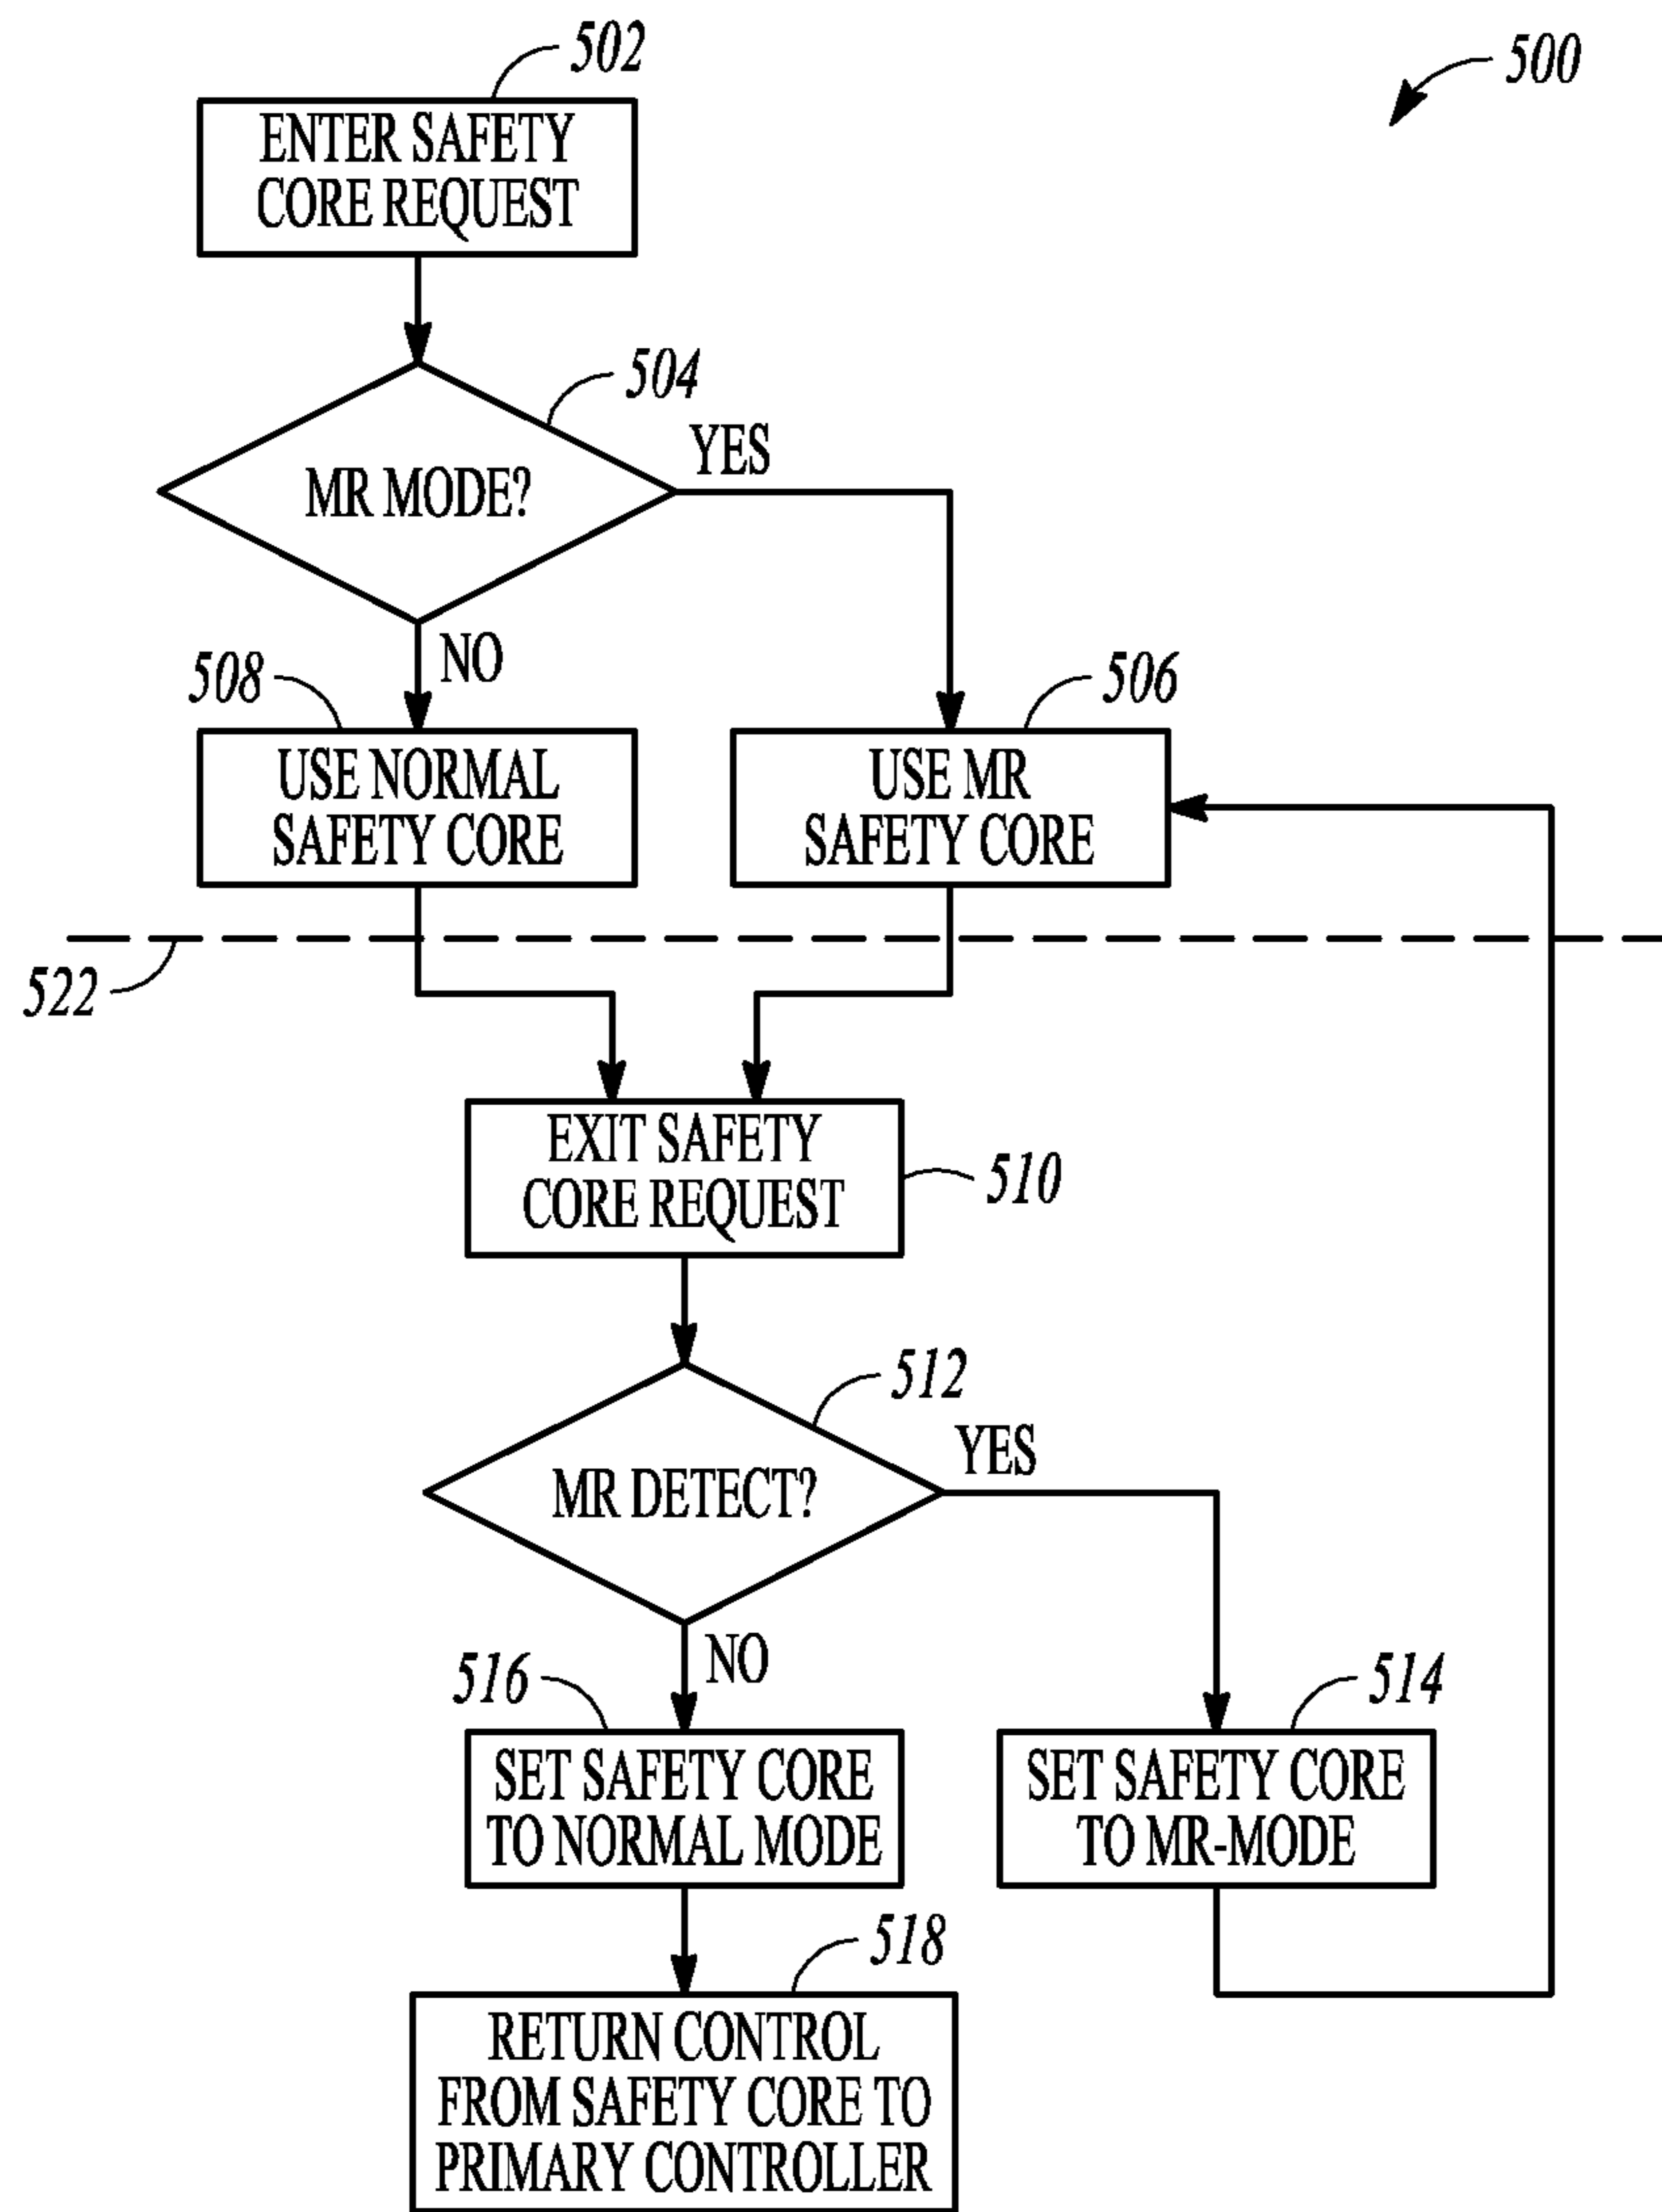 502
500
ENTER SAFETY
CORE REQUEST
504
YES
MR MODE?
NO
508
506
USE NORMAL
SAFETY CORE
USE MR
SAFETY CORE
522
EXIT SAFETY
CORE REQUEST
510
512
YES
MR DETECT?
NO
516
514
SET SAFETY CORE
TO NORMAL MODE
SET SAFETY CORE
TO MR-MODE
518
RETURN CONTROL
FROM SAFETY CORE TO
PRIMARY CONTROLLER